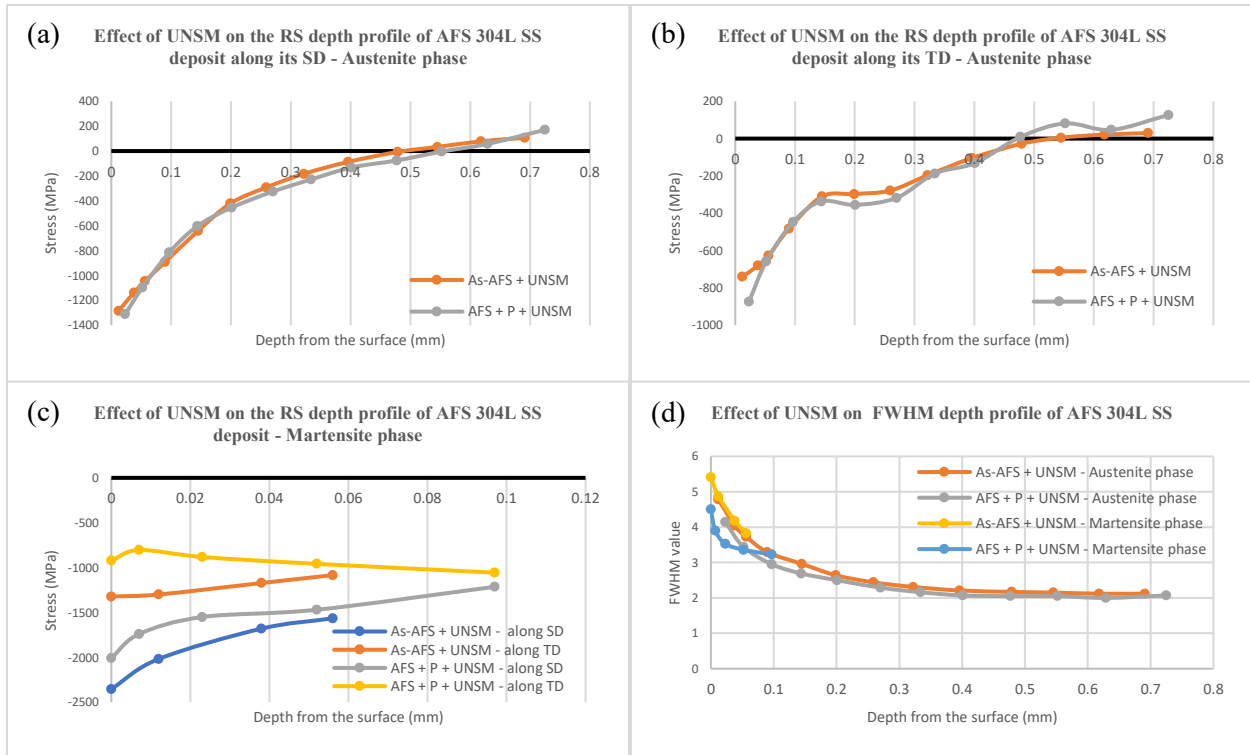 (a)
Effect of UNSM on the RS depth profile of AFS 304L SS
deposit along its SD - Austenite phase
400
200
0
-200
-400
-600
-800
-1000
-1200
-1400
0 0.1 0.2 0.3 0.4 0.5 0.6 0.7 0.8
Stress (MPa)
As-AFS + UNSM
AFS + P + UNSM
Depth from the surface (mm)
(b)
Effect of UNSM on the RS depth profile of AFS 304L SS
deposit along its TD - Austenite phase
200
0
-200
-400
-600
-800
-1000
0 0.1 0.2 0.3 0.4 0.5 0.6 0.7 0.8
Stress (MPa)
As-AFS + UNSM
AFS + P + UNSM
Depth from the surface (mm)
(c)
Effect of UNSM on the RS depth profile of AFS 304L SS
deposit - Martensite phase
0
-500
-1000
-1500
-2000
-2500
0 0.02 0.04 0.06 0.08 0.1 0.12
Stress (MPa)
As-AFS + UNSM - along SD
As-AFS + UNSM - along TD
AFS + P + UNSM - along SD
AFS + P + UNSM - along TD
Depth from the surface (mm)
(d)
Effect of UNSM on FWHM depth profile of AFS 304L SS
6
5
4
3
2
1
0
FWHM value
As-AFS + UNSM - Austenite phase
AFS + P + UNSM - Austenite phase
As-AFS + UNSM - Martensite phase
AFS + P + UNSM - Martensite phase
0 0.1 0.2 0.3 0.4 0.5 0.6 0.7 0.8
Depth from the surface (mm)